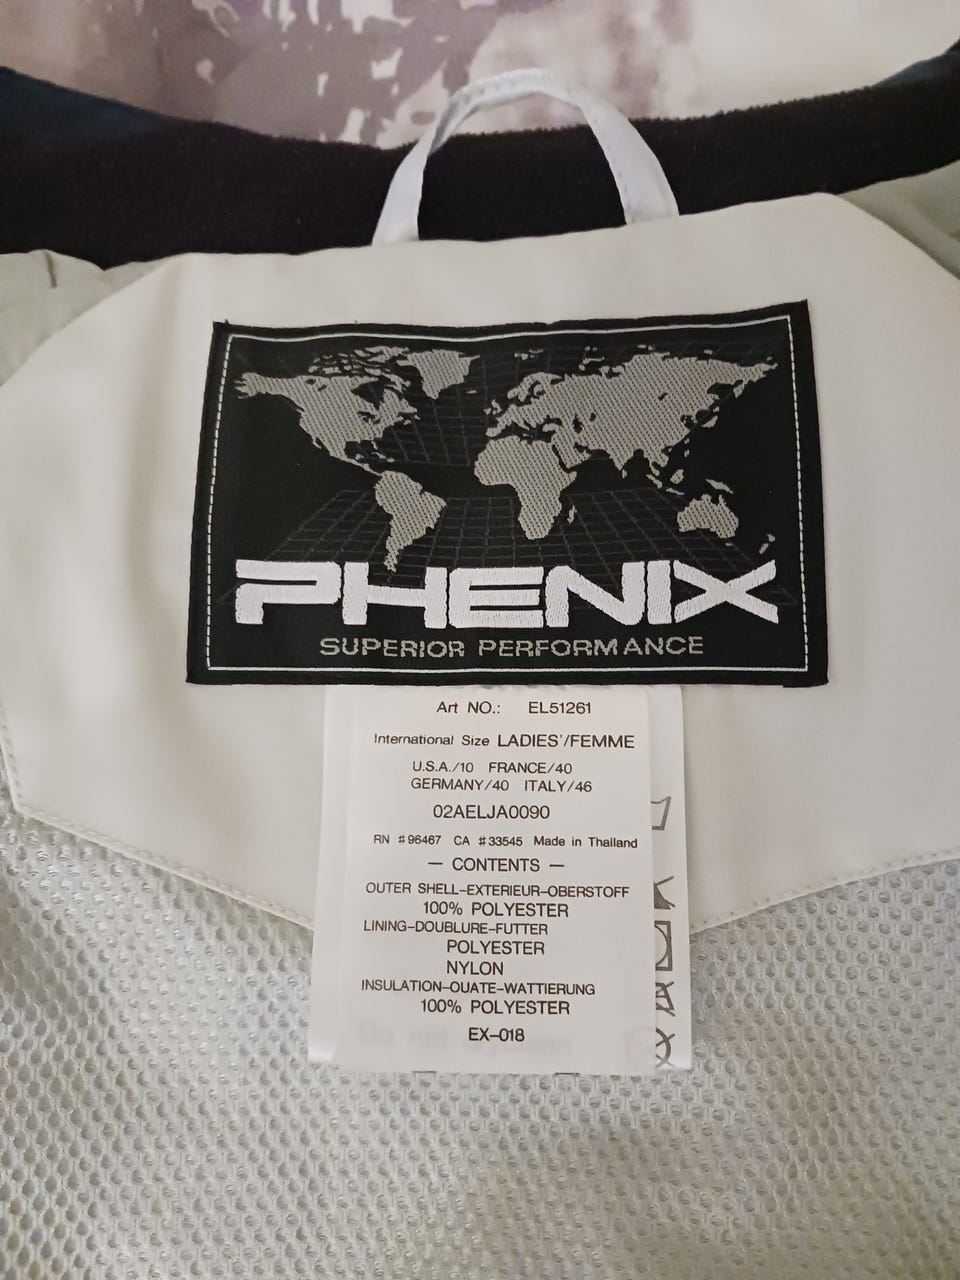 PHENIX
SUPERIOR PERFORMANCE
Art NO.: EL51261
International Size LADIES'/FEMME
U.S.A./10 FRANCE/40
GERMANY/40 ITALY/46
02AELJA0090
RN #96467 CA #33545 Made in Thailand
— CONTENTS —
OUTER SHELL-EXTERIEUR-OBERSTOFF
100% POLYESTER
LINING-DOUBLURE-FUTTER
POLYESTER
NYLON
INSULATION-OUATE-WATTIERUNG
100% POLYESTER
EX-018
Do not